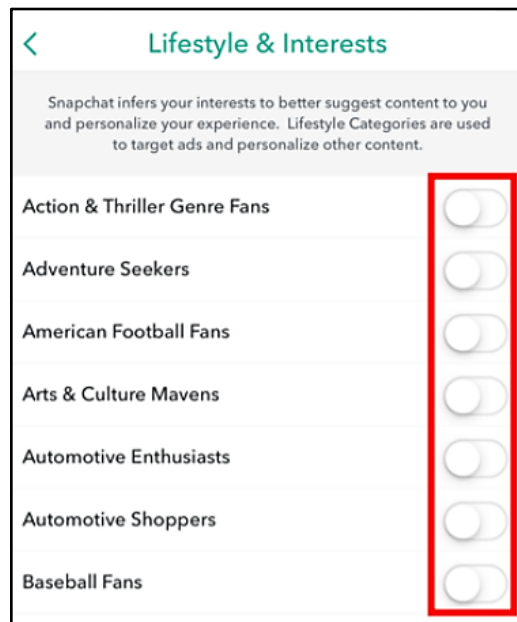 Lifestyle & Interests
Snapchat infers your interests to better suggest content to you
and personalize your experience. Lifestyle Categories are used
to target ads and personalize other content.
Action & Thriller Genre Fans
Adventure Seekers
American Football Fans
Arts & Culture Mavens
Automotive Enthusiasts
Automotive Shoppers
Baseball Fans